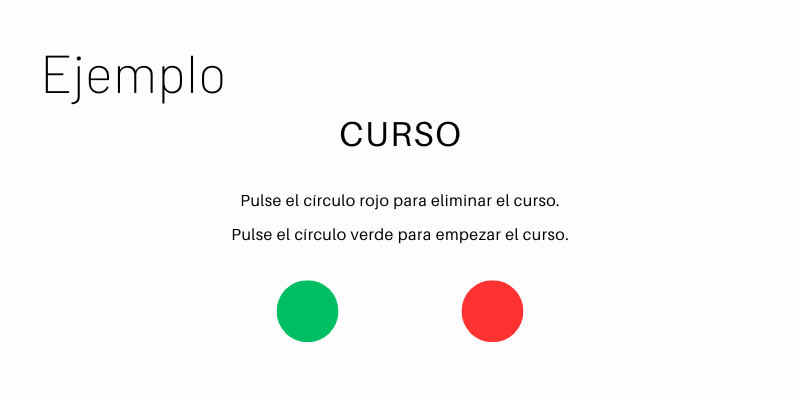 Ejemplo
CURSO
Pulse el círculo rojo para eliminar el curso.
Pulse el círculo verde para empezar el curso.